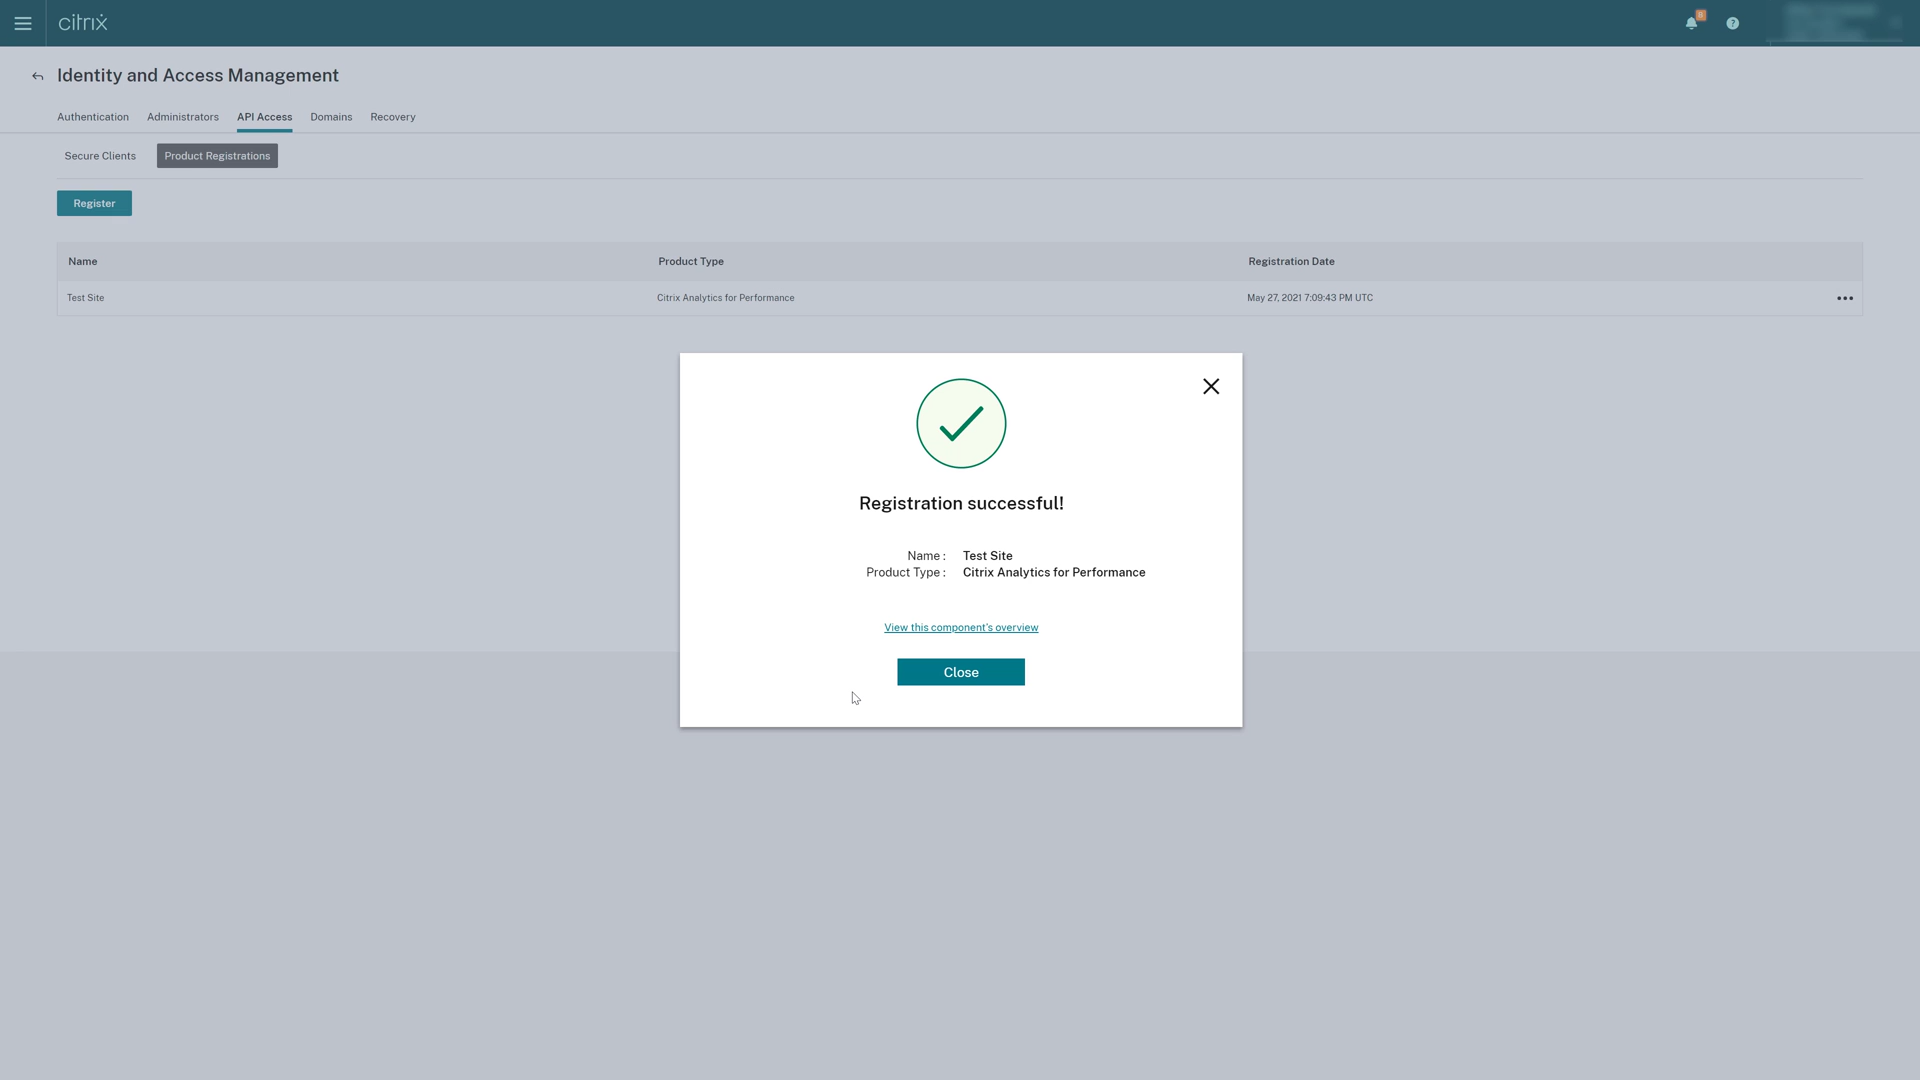 citrix
Identity and Access Management
Authentication Administrators API Access Domains Recovery
Secure Clients Product Registrations
Register
Name Product Type Registration Date
Test Site Citrix Analytics for Performance May 27, 2021 7:09:43 PM UTC
Registration successful!
Name : Test Site
Product Type : Citrix Analytics for Performance
View this component's overview
Close